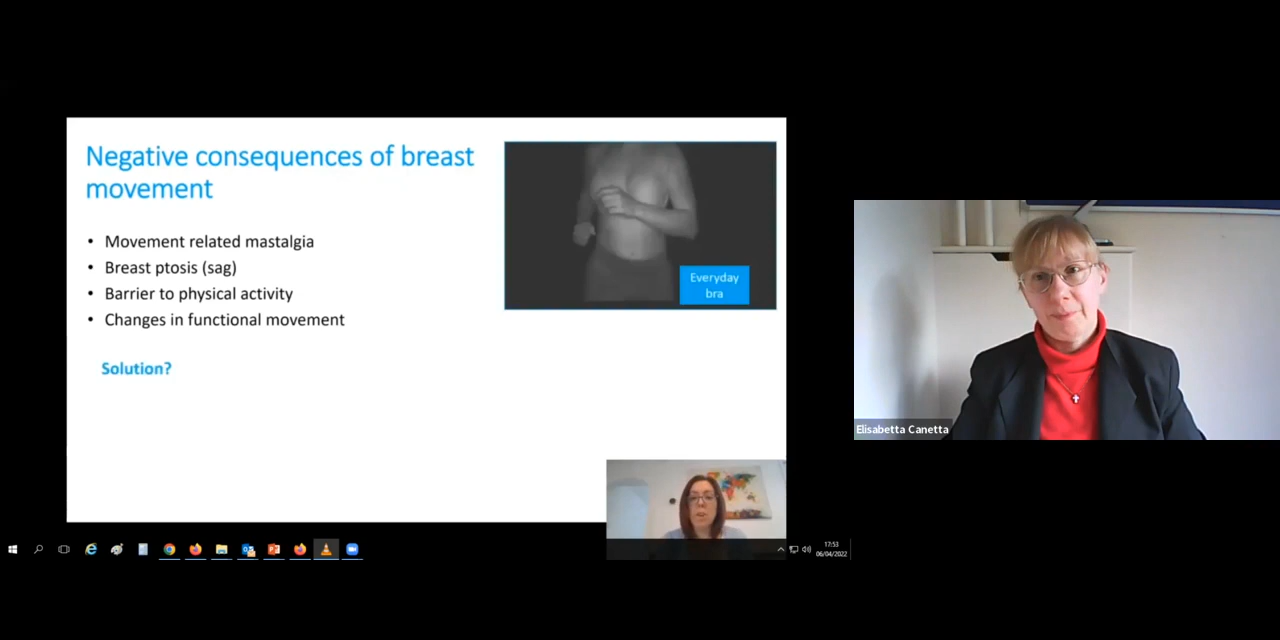 Negative consequences of breast
movement
• Movement related mastalgia
• Breast ptosis (sag)
• Barrier to physical activity
• Changes in functional movement
Solution?
Everyday
bra
Elisabetta Canetta
17:53
06/04/2022